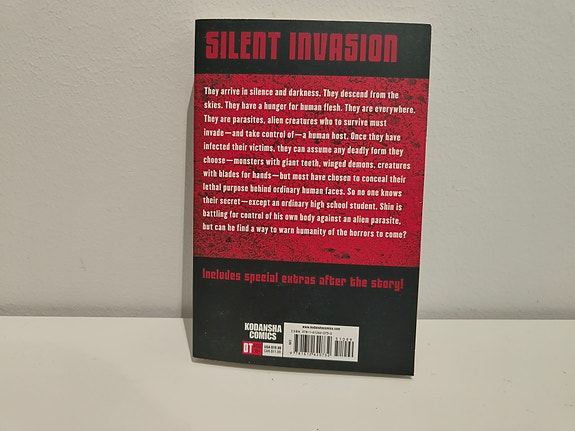 SILENT INVASION
They arrive in silence and darkness. They descend from the
skies. They have a hunger for human flesh. They are everywhere.
They are parasites, alien creatures who to survive must
invade—and take control of—a human host. Once they have
infected their victims, they can assume any deadly form they
choose—monsters with giant teeth, winged demons, creatures
with blades for hands—but most have chosen to conceal their
lethal purpose behind ordinary human faces. So no one knows
their secret—except an ordinary high school student. Shin is
battling for control of his own body against an alien parasite,
but can he find a way to warn humanity of the horrors to come?
Includes special extras after the story!
KODANSHA
COMICS
www.kodanshacomics.com
OT